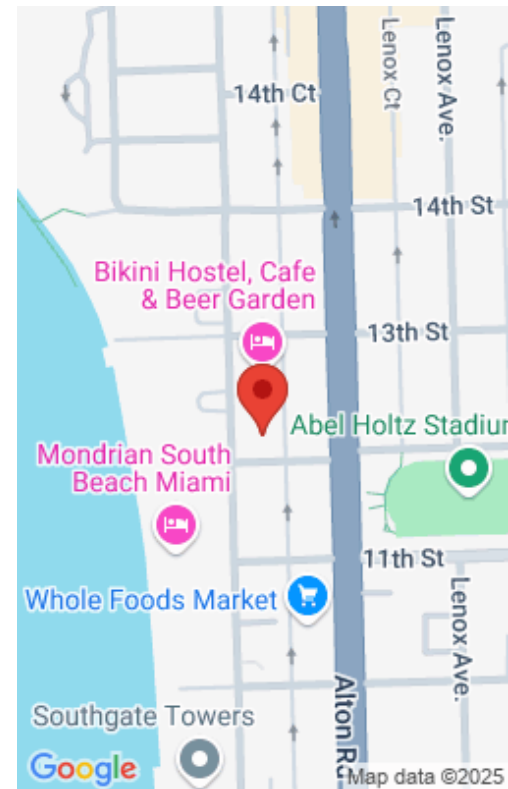 14th Ct
Lenox Ct
Lenox Ave.
14th St
Bikini Hostel, Cafe
& Beer Garden
13th St
Abel Holtz Stadiur
Mondrian South
Beach Miami
11th St
Whole Foods Market
Lenox Ave.
Alton Rd
Southgate Towers
Google
Map data ©2025